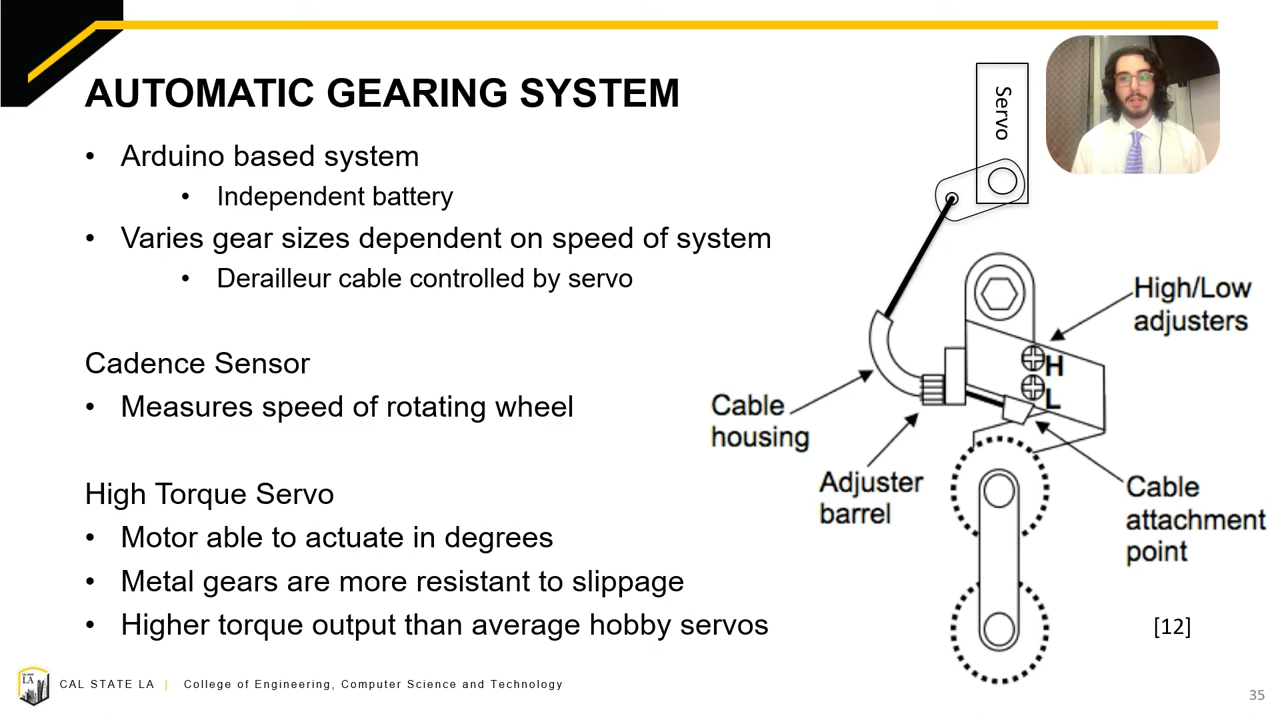 AUTOMATIC GEARING SYSTEM
• Arduino based system
• Independent battery
• Varies gear sizes dependent on speed of system
• Derailleur cable controlled by servo
Cadence Sensor
• Measures speed of rotating wheel
High Torque Servo
• Motor able to actuate in degrees
• Metal gears are more resistant to slippage
• Higher torque output than average hobby servos
Servo
High/Low
adjusters
H
L
Cable
housing
Adjuster
barrel
Cable
attachment
point
[12]
LA
CAL STATE LA | College of Engineering, Computer Science and Technology
35